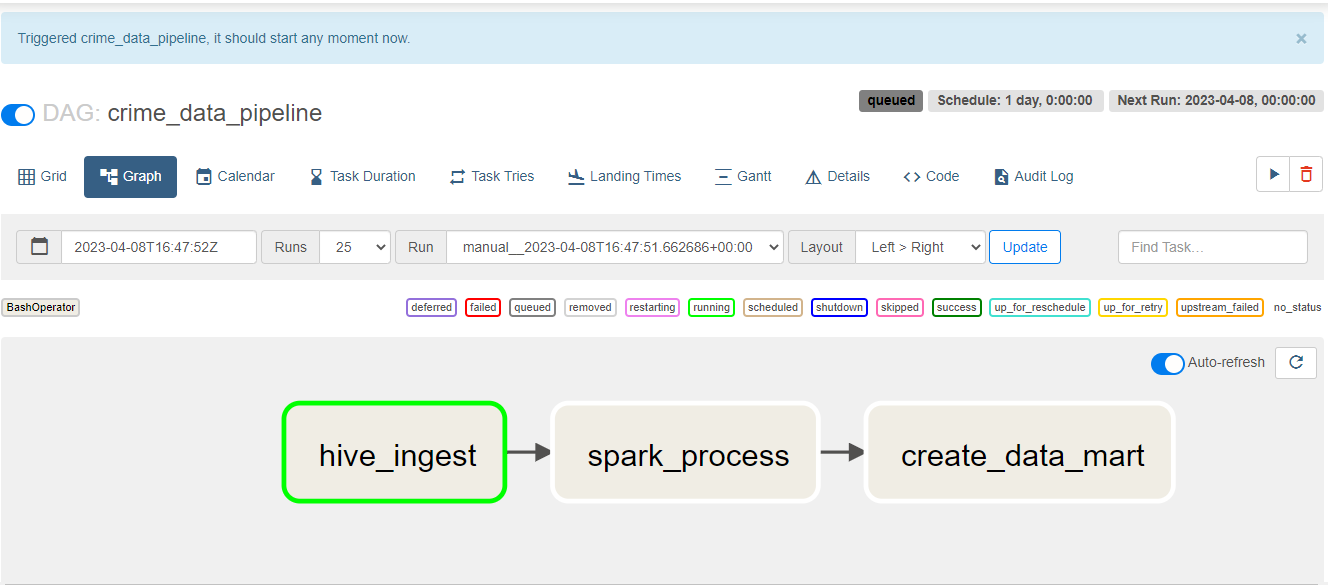 Triggered crime_data_pipeline, it should start any moment now.
×
DAG: crime_data_pipeline
queued
Schedule: 1 day, 0:00:00
Next Run: 2023-04-08, 00:00:00
Grid
Graph
Calendar
Task Duration
Task Tries
Landing Times
Gantt
Details
Code
Audit Log
2023-04-08T16:47:52Z
Runs
25
Run
manual__2023-04-08T16:47:51.662686+00:00
Layout
Left > Right
Update
Find Task...
BashOperator
deferred
failed
queued
removed
restarting
running
scheduled
shutdown
skipped
success
up_for_reschedule
up_for_retry
upstream_failed
no_status
Auto-refresh
hive_ingest
spark_process
create_data_mart